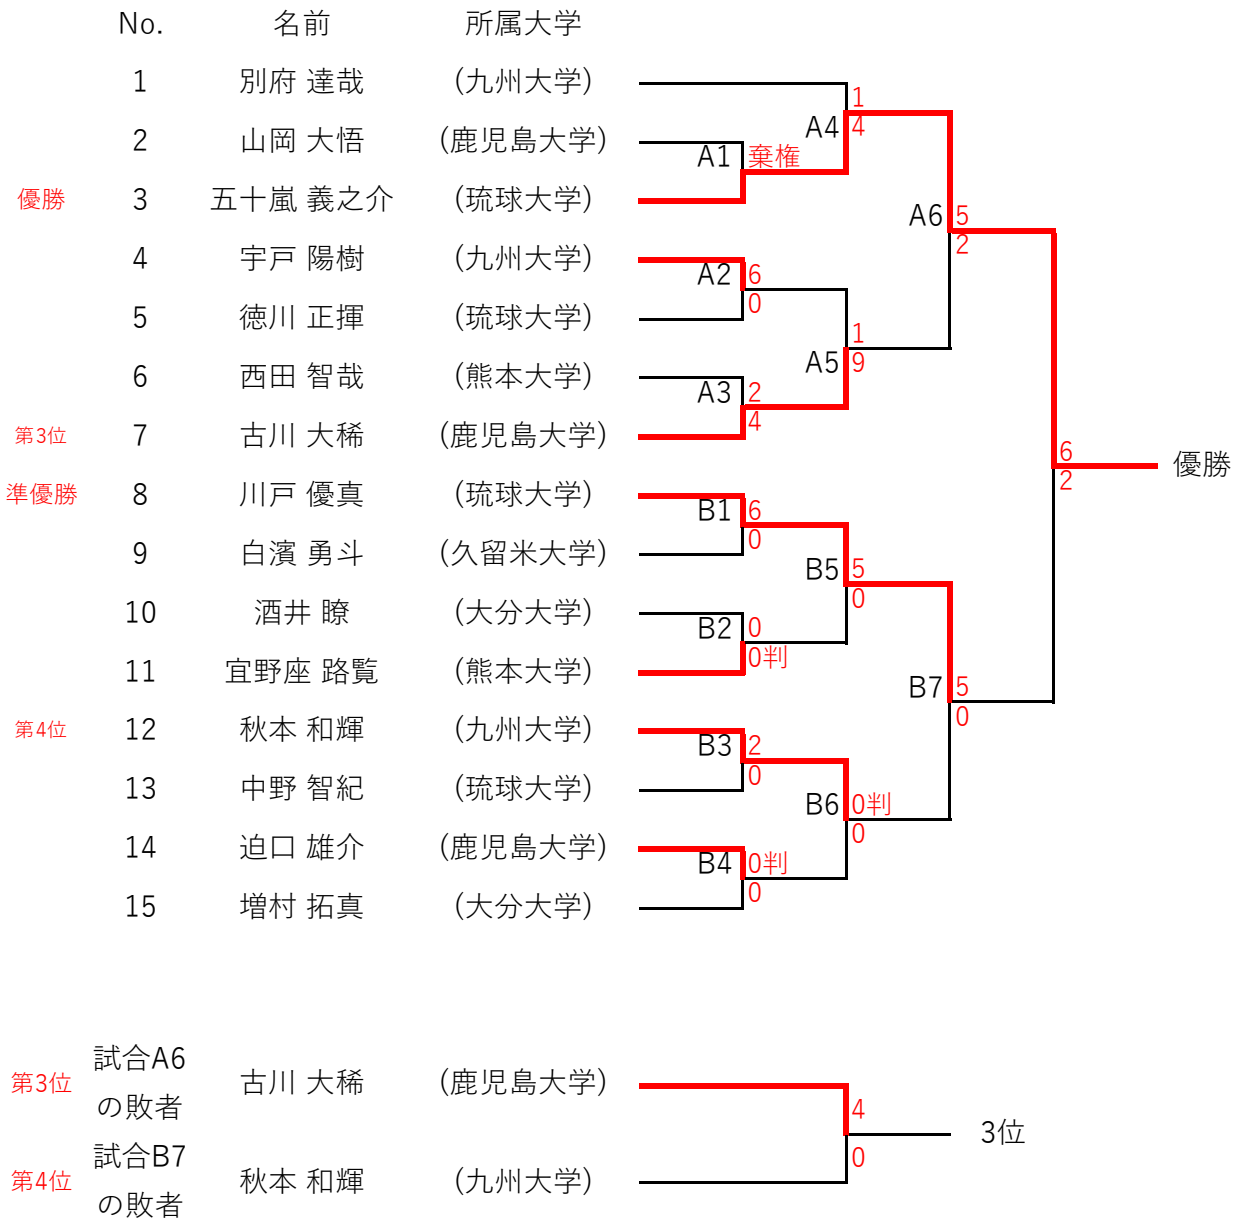 No. 名前 所属大学
1 別府 達哉 (九州大学)
1
A4 4
2 山岡 大悟 (鹿児島大学)
A1 棄権
優勝 3 五十嵐 義之介 (琉球大学)
A6 5
2
4 宇戸 陽樹 (九州大学)
A2 6
0
5 徳川 正揮 (琉球大学)
1
A5 9
6 西田 智哉 (熊本大学)
A3 2
4
第3位 7 古川 大稀 (鹿児島大学)
6
2
優勝
準優勝 8 川戸 優真 (琉球大学)
B1 6
0
9 白濱 勇斗 (久留米大学)
B5 5
0
10 酒井 瞭 (大分大学)
B2 0
0判
11 宜野座 路覧 (熊本大学)
B7 5
0
第4位 12 秋本 和輝 (九州大学)
B3 2
0
13 中野 智紀 (琉球大学)
B6 0判
0
14 迫口 雄介 (鹿児島大学)
B4 0判
0
15 増村 拓真 (大分大学)
試合A6
の敗者
第3位 古川 大稀 (鹿児島大学)
4
0
3位
試合B7
の敗者
第4位 秋本 和輝 (九州大学)